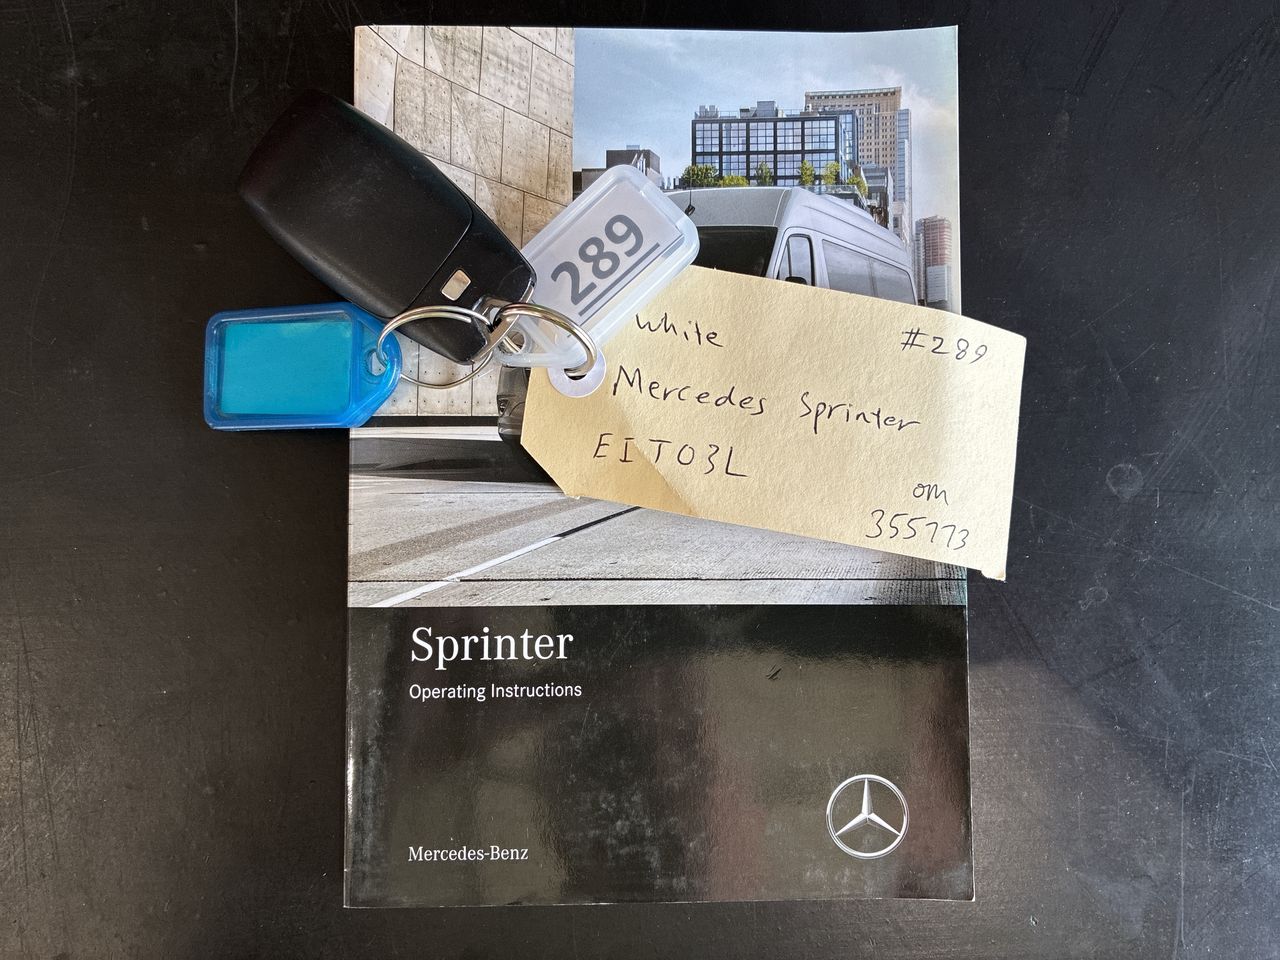 289
White
#289
Mercedes Sprinter
EIT03L
om
355773
Sprinter
Operating Instructions
Mercedes-Benz